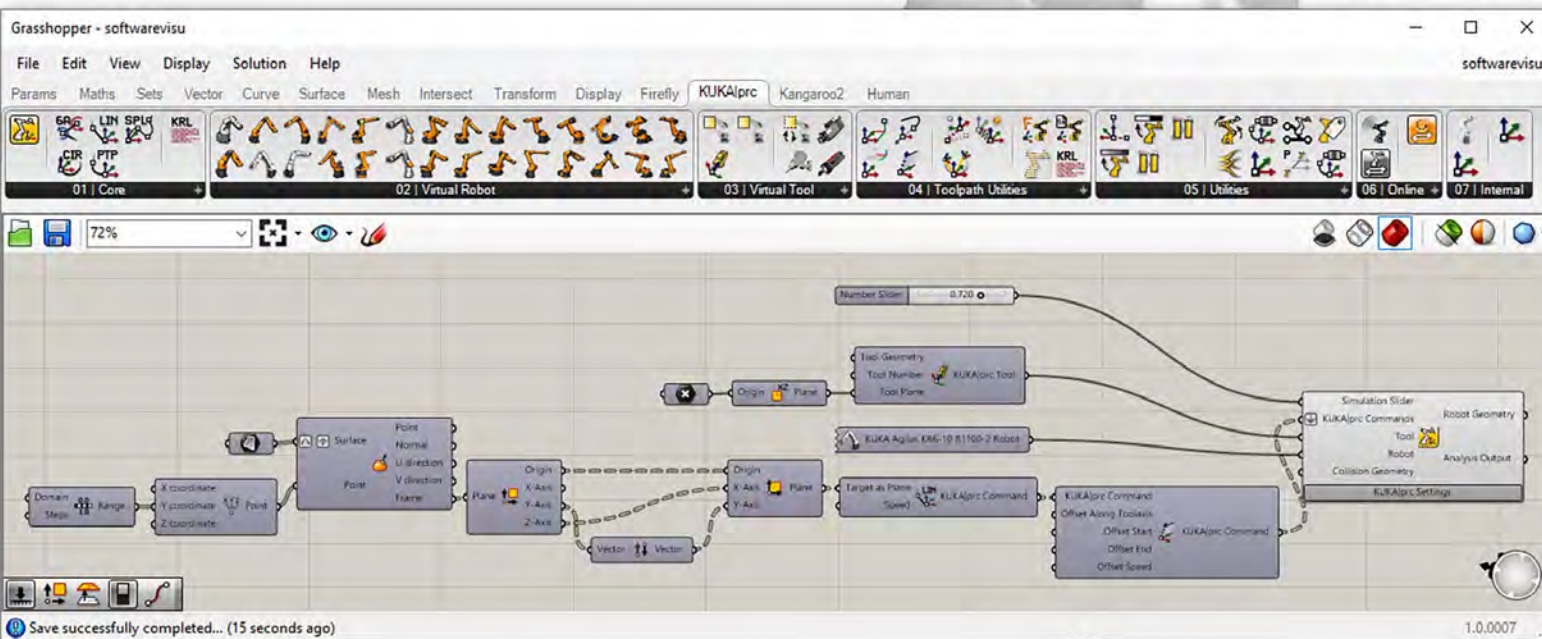 Grasshopper - softwarevisu
File Edit View Display Solution Help
softwarevisu
Params Maths Sets Vector Curve Surface Mesh Intersect Transform Display Firefly KUKA|prc Kangaroo2 Human
LIN SPL KRL
CIR PTP
KRL
01 | Core
02 | Virtual Robot
03 | Virtual Tool
04 | Toolpath Utilities
05 | Utilities
06 | Online
07 | Internal
72%
Number Slider 0.720
Tool Geometry
Tool Number KUKA|prc Tool
Tool Plane
Origin XZ Plane
KUKA Agilus KR6-10 R1100-2 Robot
Simulation Slider
KUKA|prc Commands Robot Geometry
Tool
Robot Analysis Output
Collision Geometry
KUKA|prc Settings
Point
Surface Normal
U direction
Point V direction
Frame
Domain
Steps Range
X coordinate
Y coordinate Point
Z coordinate
Origin
Plane X-Axis
Y-Axis
Z-Axis
Vector Vector
Origin
X-Axis Plane
Y-Axis
Target as Plane LIN KUKA|prc Command
Speed
KUKA|prc Command
Offset Along Toolaxis
Offset Start KUKA|prc Command
Offset End
Offset Speed
Save successfully completed... (15 seconds ago)
1.0.0007